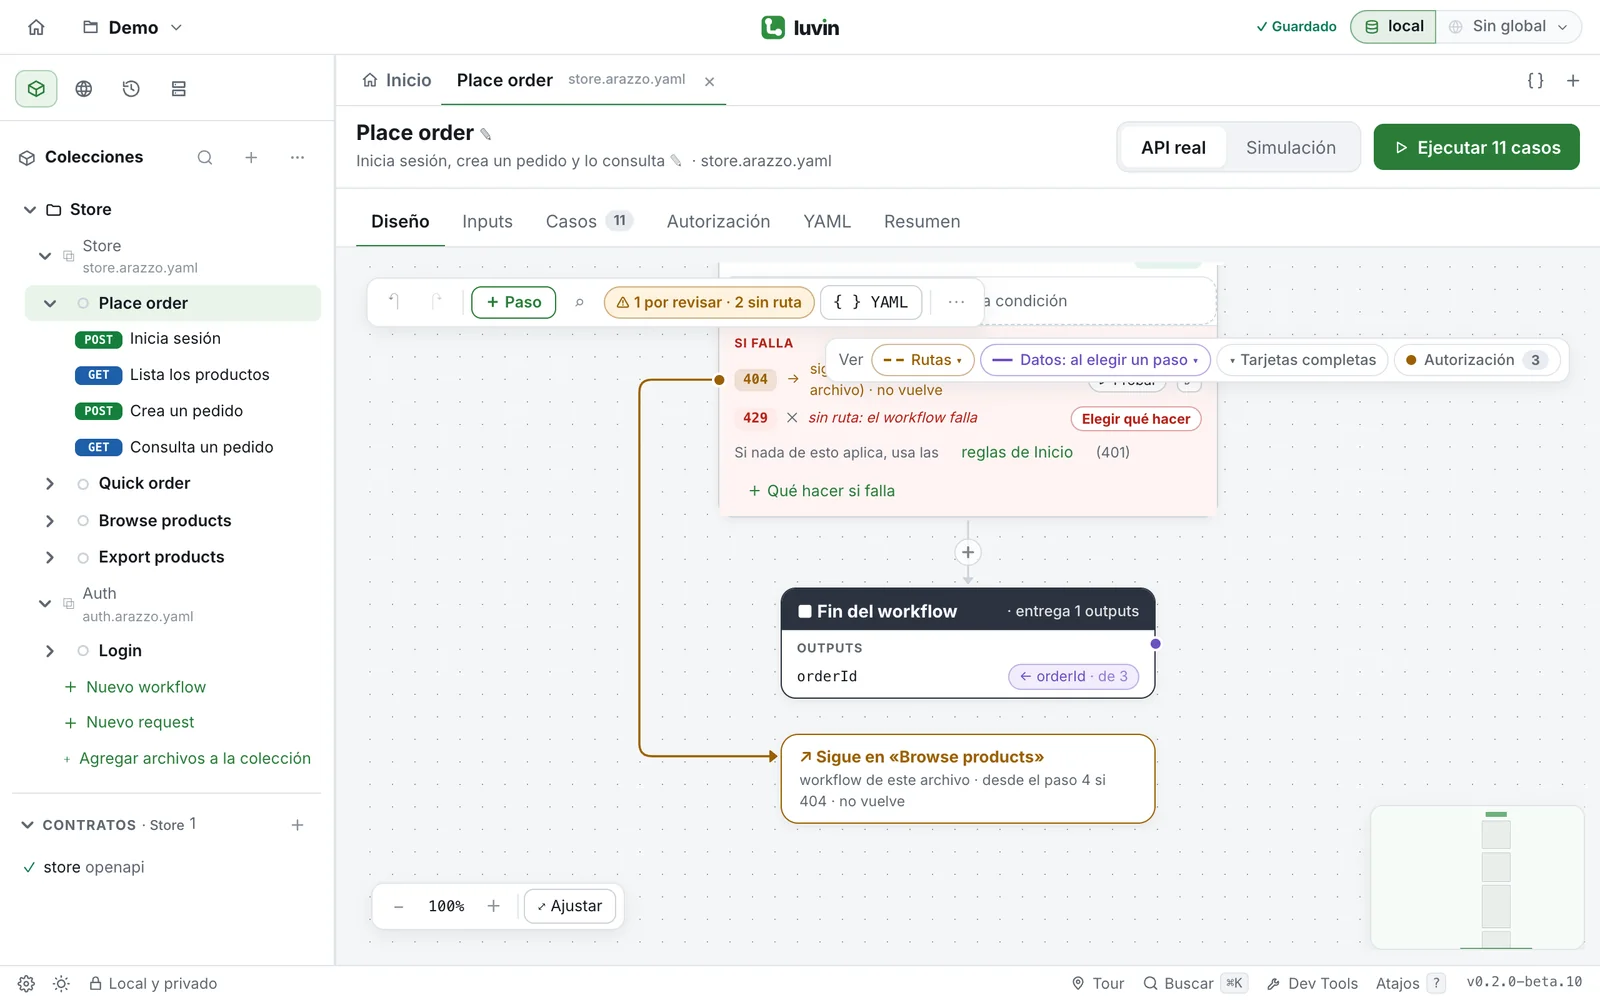 Demo
luvin
Guardado
local
Sin global
Inicio
Place order store.arazzo.yaml
Colecciones
Store
Store
store.arazzo.yaml
Place order
POST Inicia sesión
GET Lista los productos
POST Crea un pedido
GET Consulta un pedido
Quick order
Browse products
Export products
Auth
auth.arazzo.yaml
Login
+ Nuevo workflow
+ Nuevo request
+ Agregar archivos a la colección
CONTRATOS · Store 1
store openapi
Place order
Inicia sesión, crea un pedido y lo consulta · store.arazzo.yaml
API real
Simulación
Ejecutar 11 casos
Diseño
Inputs
Casos 11
Autorización
YAML
Resumen
+ Paso
1 por revisar · 2 sin ruta
{ } YAML
···
a condición
Ver
Rutas
Datos: al elegir un paso
Tarjetas completas
Autorización 3
SI FALLA
404 →
archivo) · no vuelve
429 × sin ruta: el workflow falla
Elegir qué hacer
Si nada de esto aplica, usa las reglas de Inicio (401)
+ Qué hacer si falla
Fin del workflow · entrega 1 outputs
OUTPUTS
orderId
← orderId · de 3
↗ Sigue en «Browse products»
workflow de este archivo · desde el paso 4 si
404 · no vuelve
− 100% +
Ajustar
Local y privado
Tour
Buscar ⌘K
Dev Tools
Atajos ?
v0.2.0-beta.10